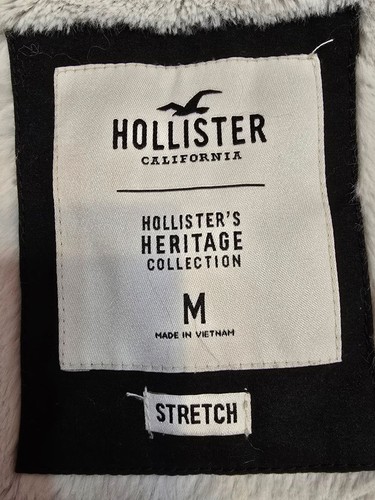 HOLLISTER
CALIFORNIA
HOLLISTER'S
HERITAGE
COLLECTION
M
MADE IN VIETNAM
STRETCH